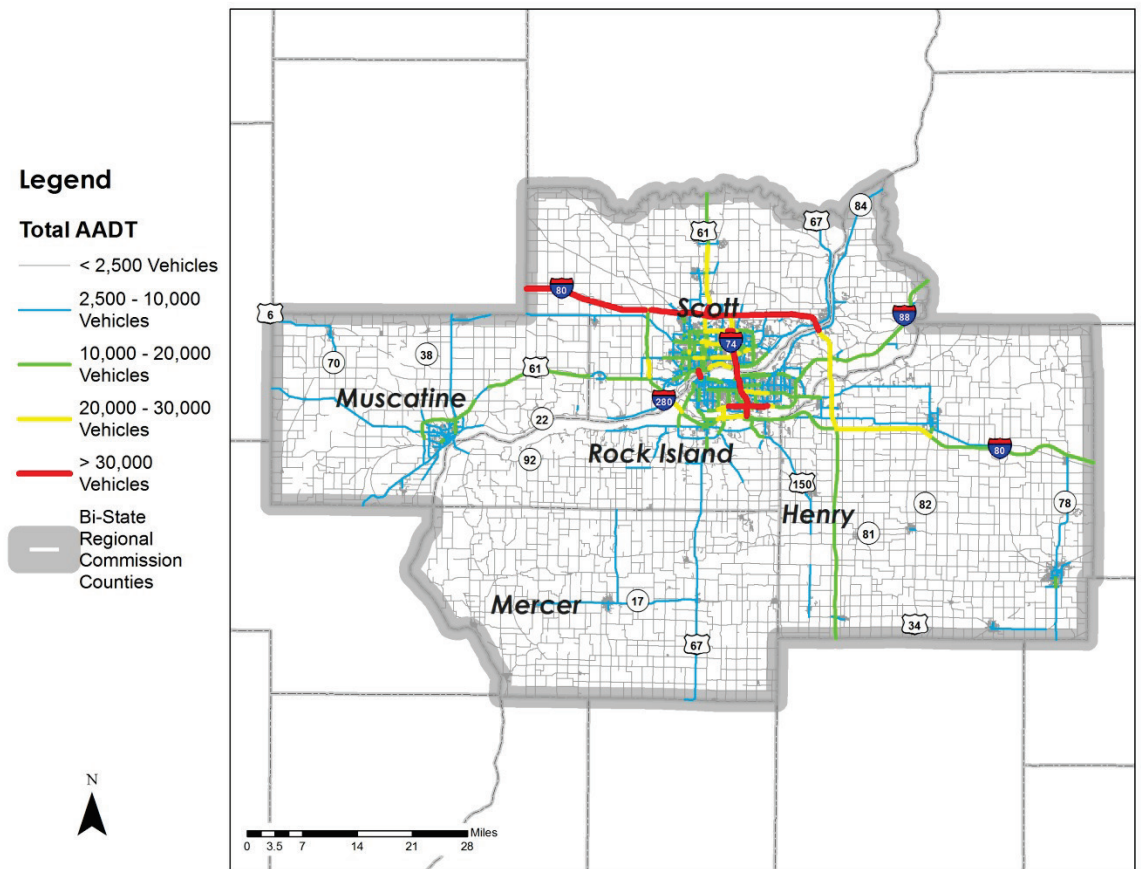 Legend
Total AADT
< 2,500 Vehicles
2,500 - 10,000
Vehicles
10,000 - 20,000
Vehicles
20,000 - 30,000
Vehicles
> 30,000
Vehicles
Bi-State
Regional
Commission
Counties
N
0 3.5 7 14 21 28 Miles
84
67
61
80
Scott
88
6
74
70
38
61
Muscatine
280
22
Rock Island
80
92
150
82
78
Henry
81
Mercer
17
34
67